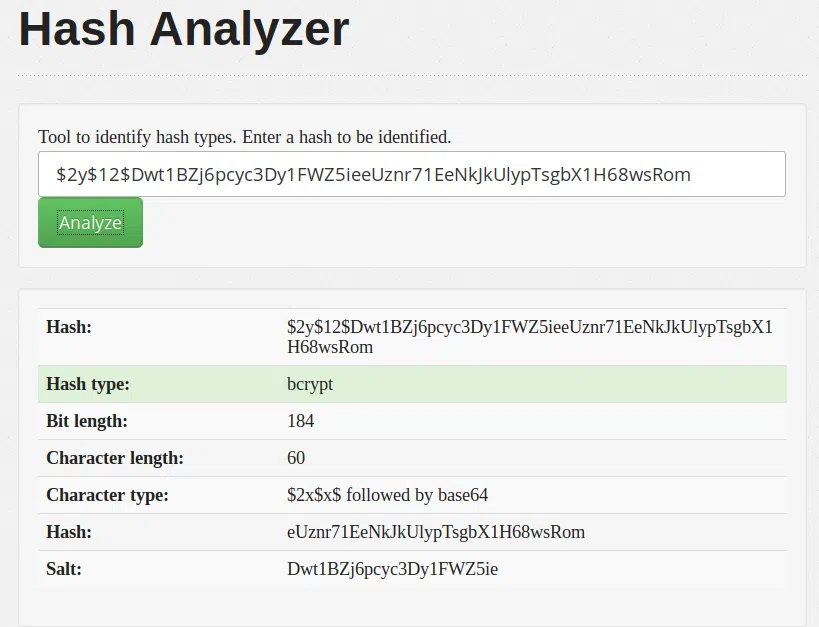 Hash Analyzer
Tool to identify hash types. Enter a hash to be identified.
$2y$12$Dwt1BZj6pcyc3Dy1FWZ5ieeUznr71EeNkJkUlypTsgbX1H68wsRom
Analyze
Hash: $2y$12$Dwt1BZj6pcyc3Dy1FWZ5ieeUznr71EeNkJkUlypTsgbX1
H68wsRom
Hash type: bcrypt
Bit length: 184
Character length: 60
Character type: $2x$x$ followed by base64
Hash: eUznr71EeNkJkUlypTsgbX1H68wsRom
Salt: Dwt1BZj6pcyc3Dy1FWZ5ie